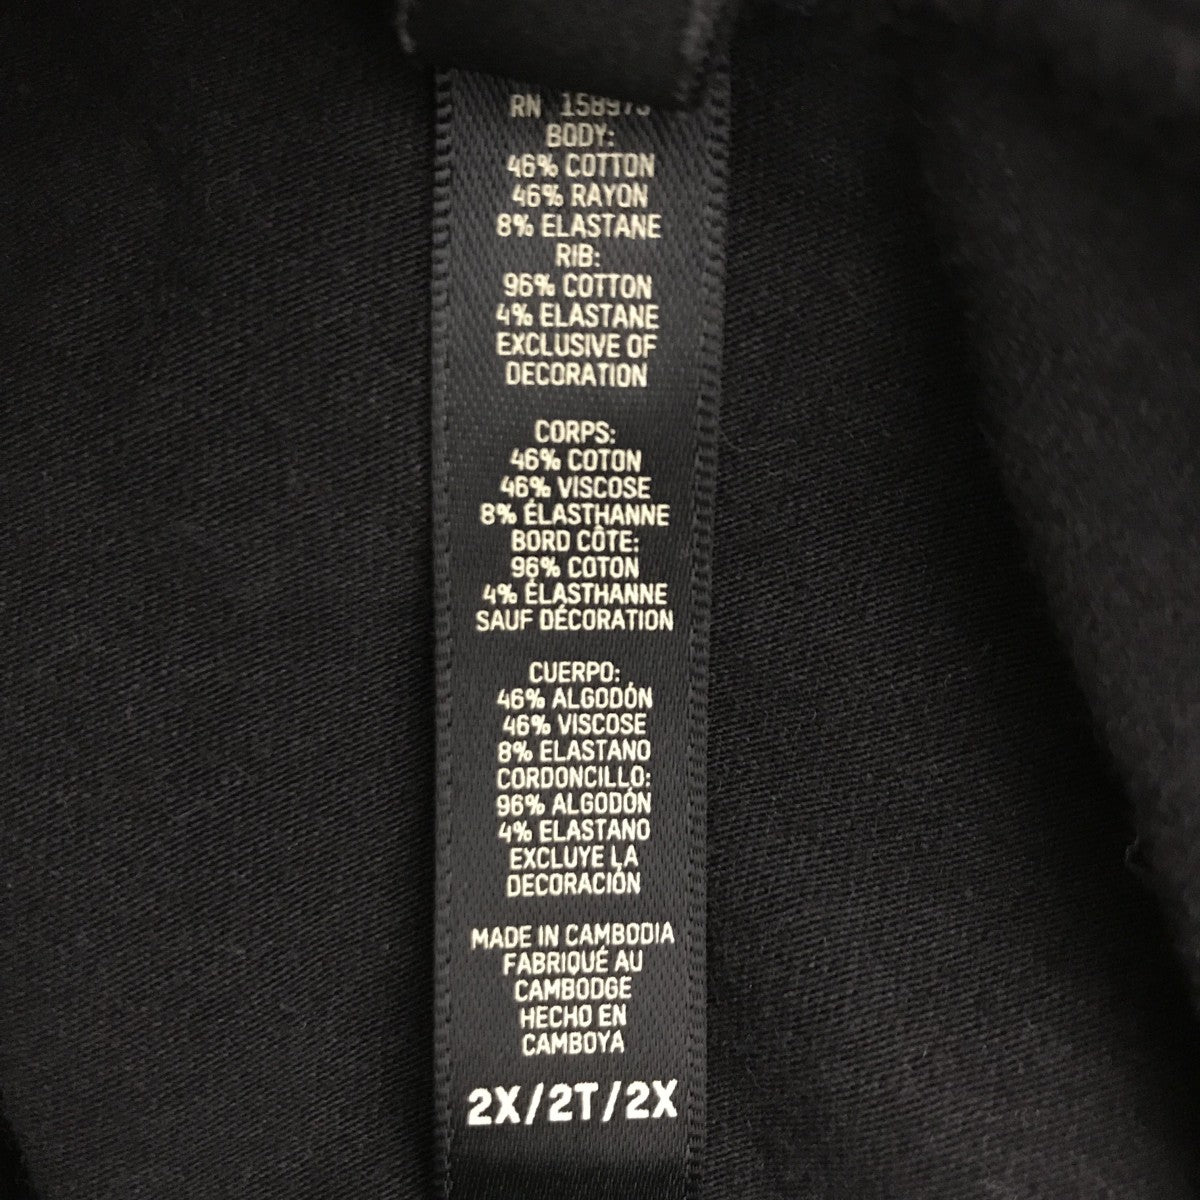 RN
BODY:
46% COTTON
46% RAYON
8% ELASTANE
RIB:
96% COTTON
4% ELASTANE
EXCLUSIVE OF
DECORATION
CORPS:
46% COTON
46% VISCOSE
8% ÉLASTHANNE
BORD CÔTE:
96% COTON
4% ÉLASTHANNE
SAUF DÉCORATION
CUERPO:
46% ALGODÓN
46% VISCOSE
8% ELASTANO
CORDONCILLO:
96% ALGODÓN
4% ELASTANO
EXCLUYE LA
DECORACIÓN
MADE IN CAMBODIA
FABRIQUÉ AU
CAMBODGE
HECHO EN
CAMBOYA
2X/2T/2X